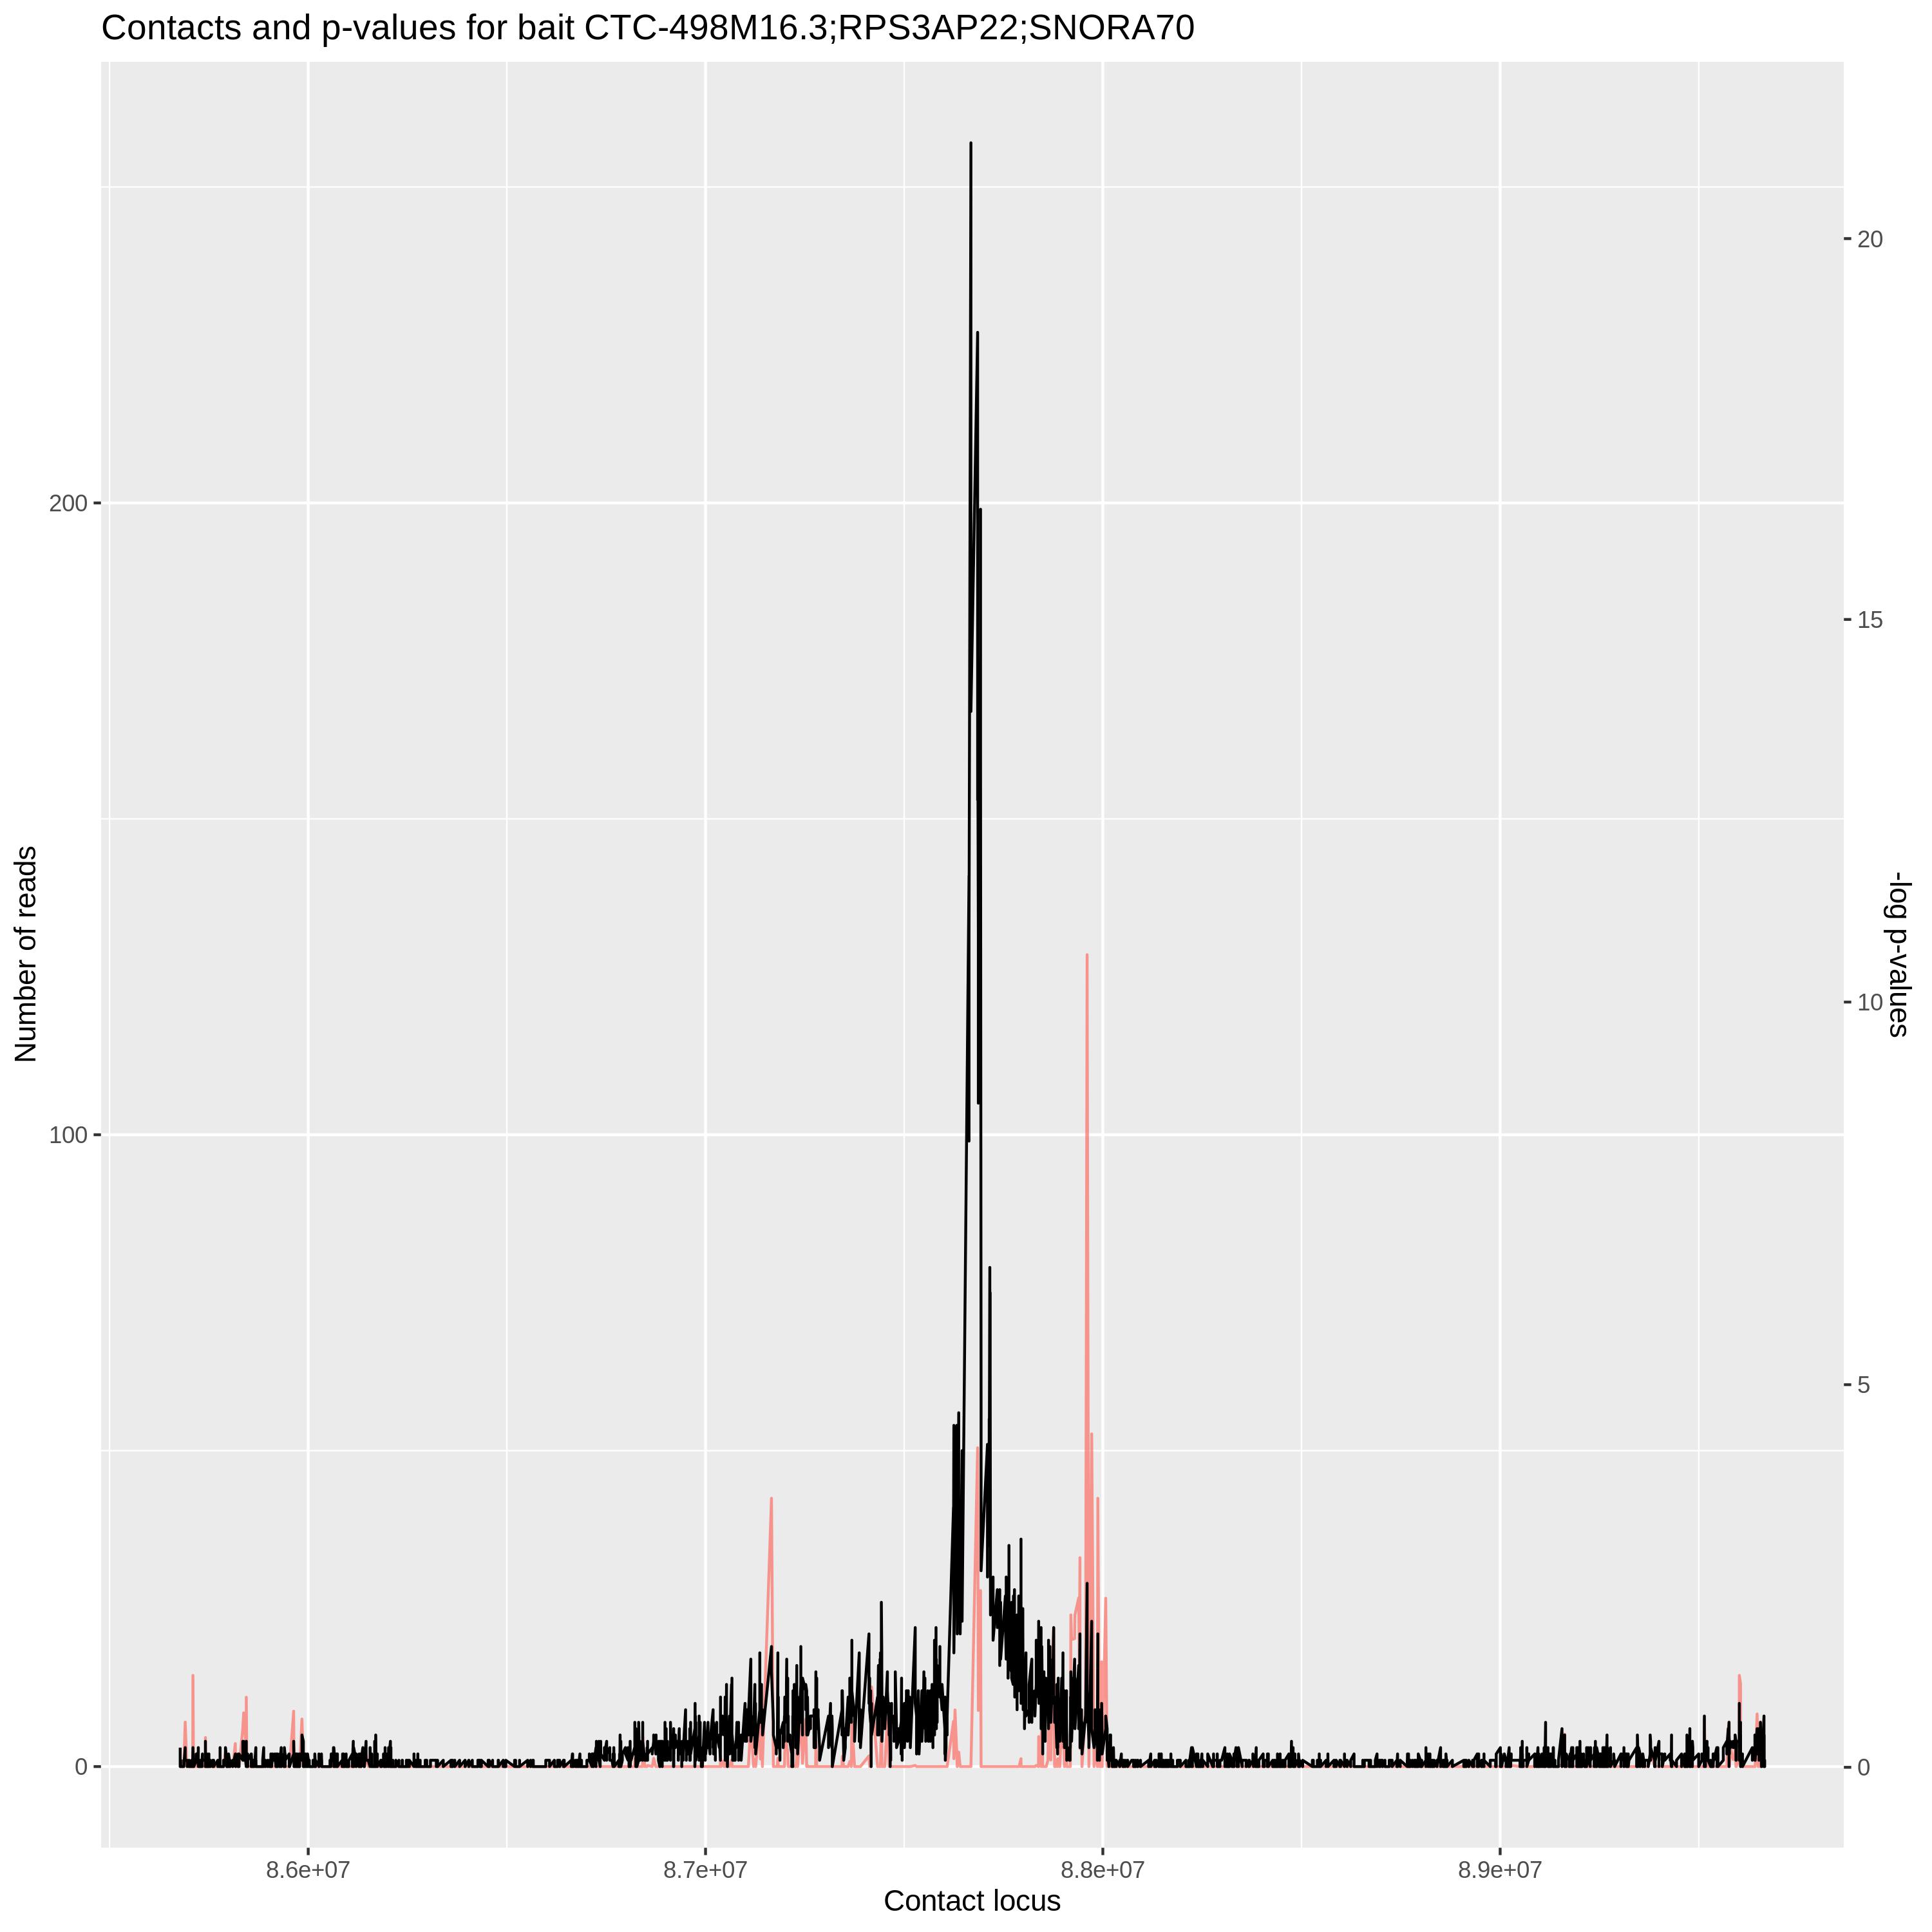 Contacts and p-values for bait CTC-498M16.3;RPS3AP22;SNORA70
Number of reads
200
100
0
20
15
10
5
0
-log p-values
8.6e+07
8.7e+07
8.8e+07
8.9e+07
Contact locus